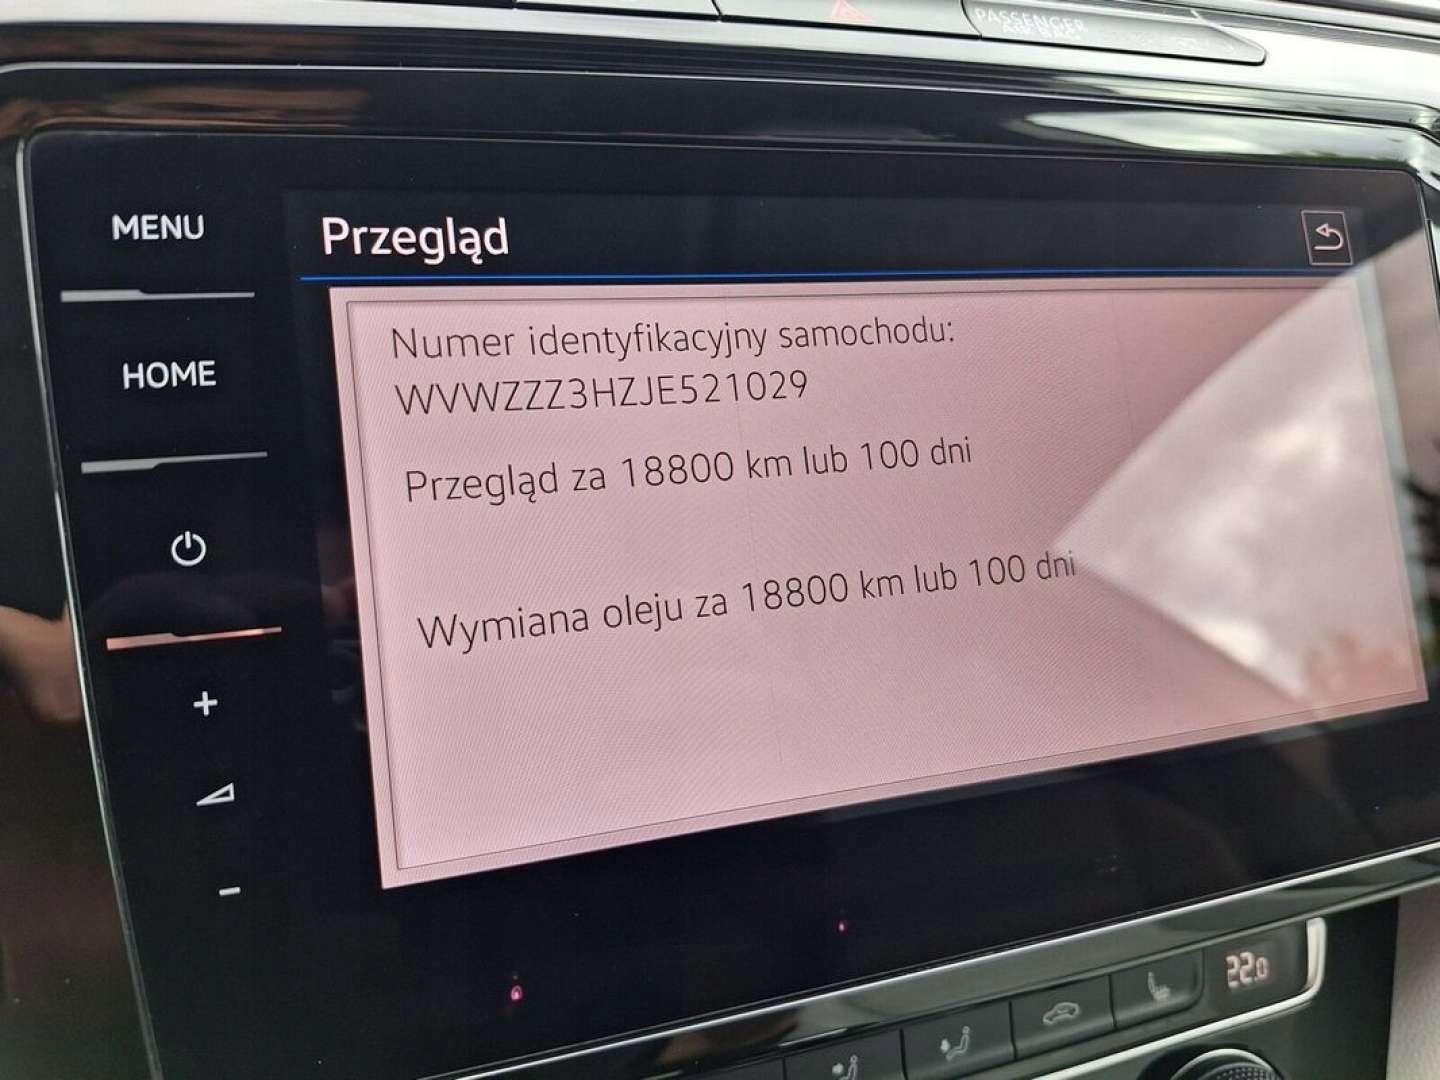 PASSENGER
AIR BAG
MENU
Przegląd
HOME
Numer identyfikacyjny samochodu:
WVWZZZ3HZJE521029
Przegląd za 18800 km lub 100 dni
Wymiana oleju za 18800 km lub 100 dni
+
-
22.0